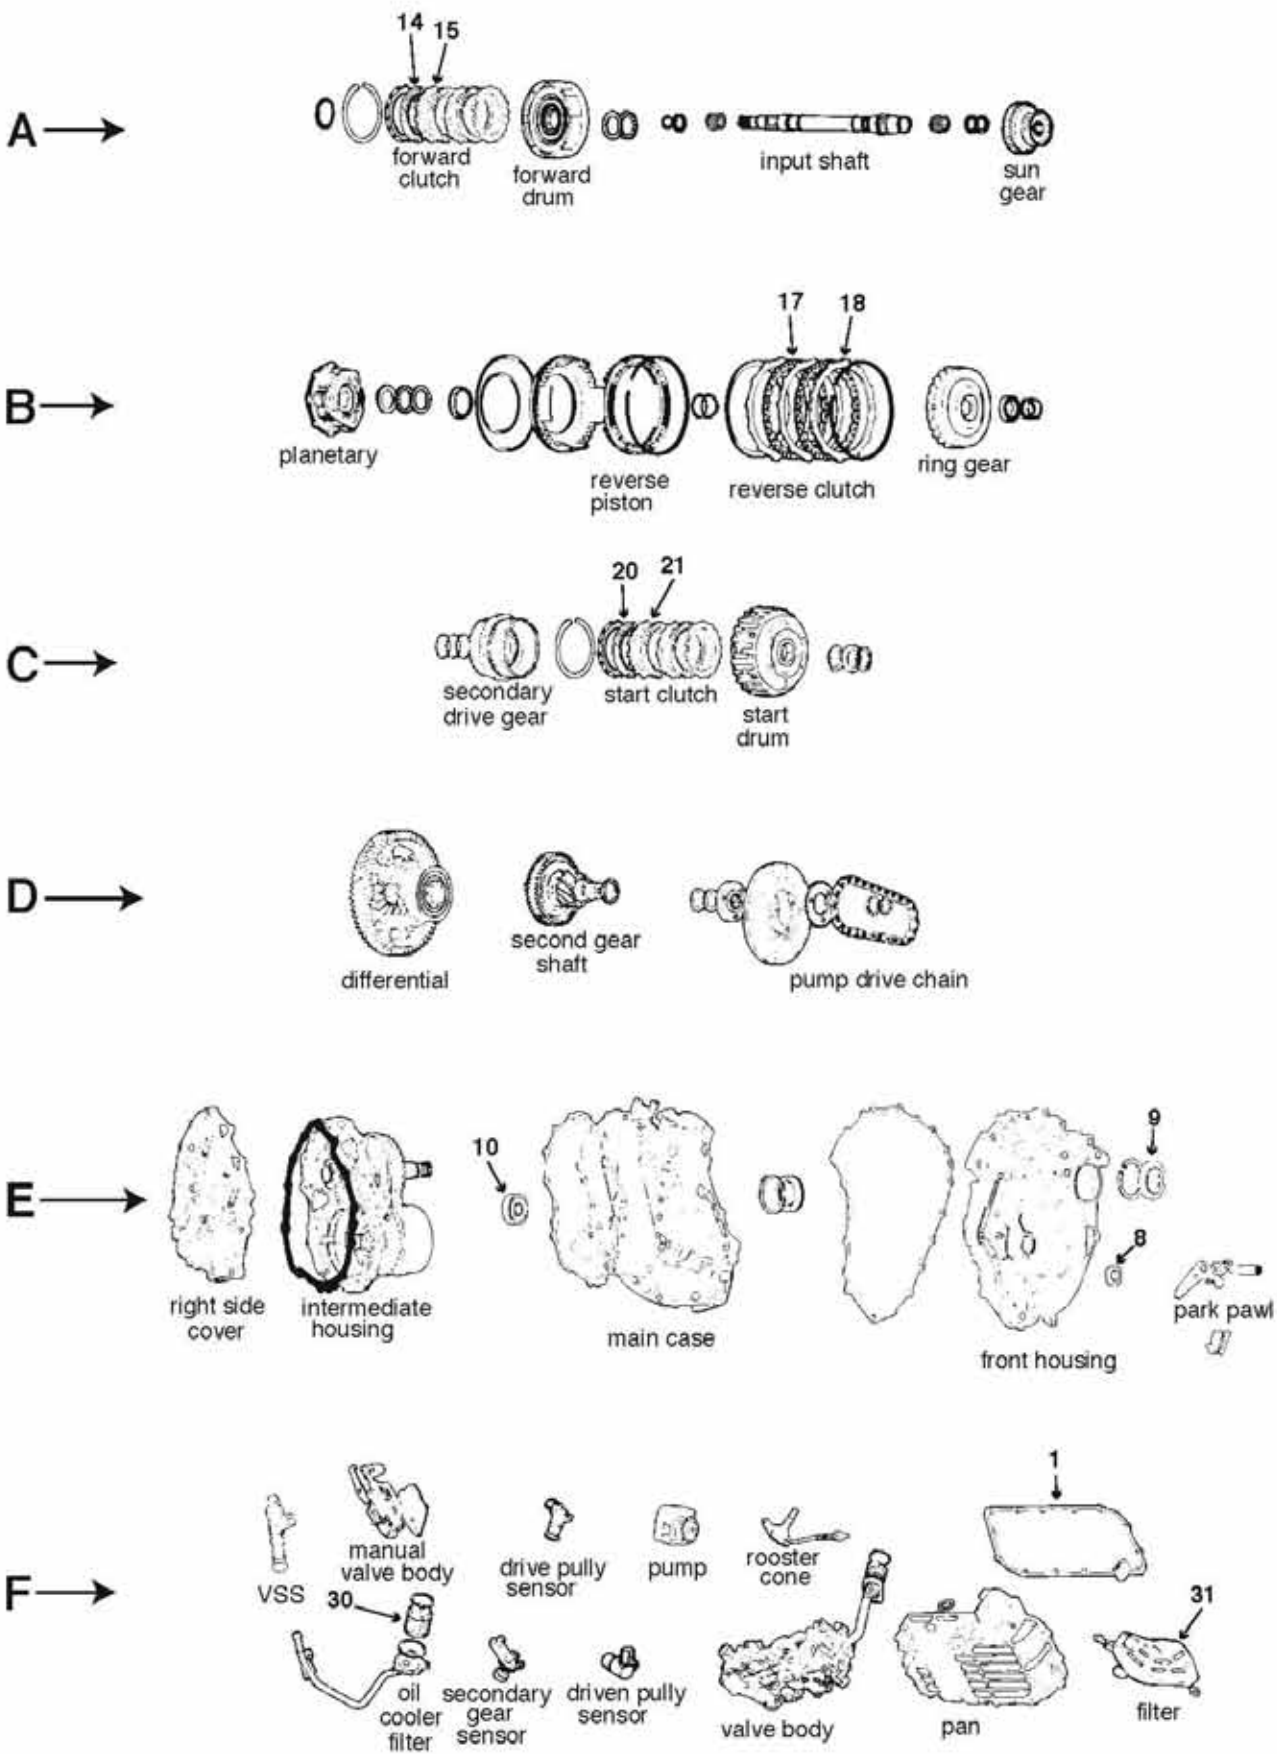 14 15
A
forward
clutch
forward
drum
input shaft
sun
gear
17 18
B
planetary
reverse
piston
reverse clutch
ring gear
20 21
C
secondary
drive gear
start clutch
start
drum
D
differential
second gear
shaft
pump drive chain
9
10
E
8
right side
cover
intermediate
housing
main case
front housing
park pawl
1
F
VSS
manual
valve body
drive pully
sensor
pump
rooster
cone
30
31
oil
cooler
filter
secondary
gear
sensor
driven pully
sensor
valve body
pan
filter